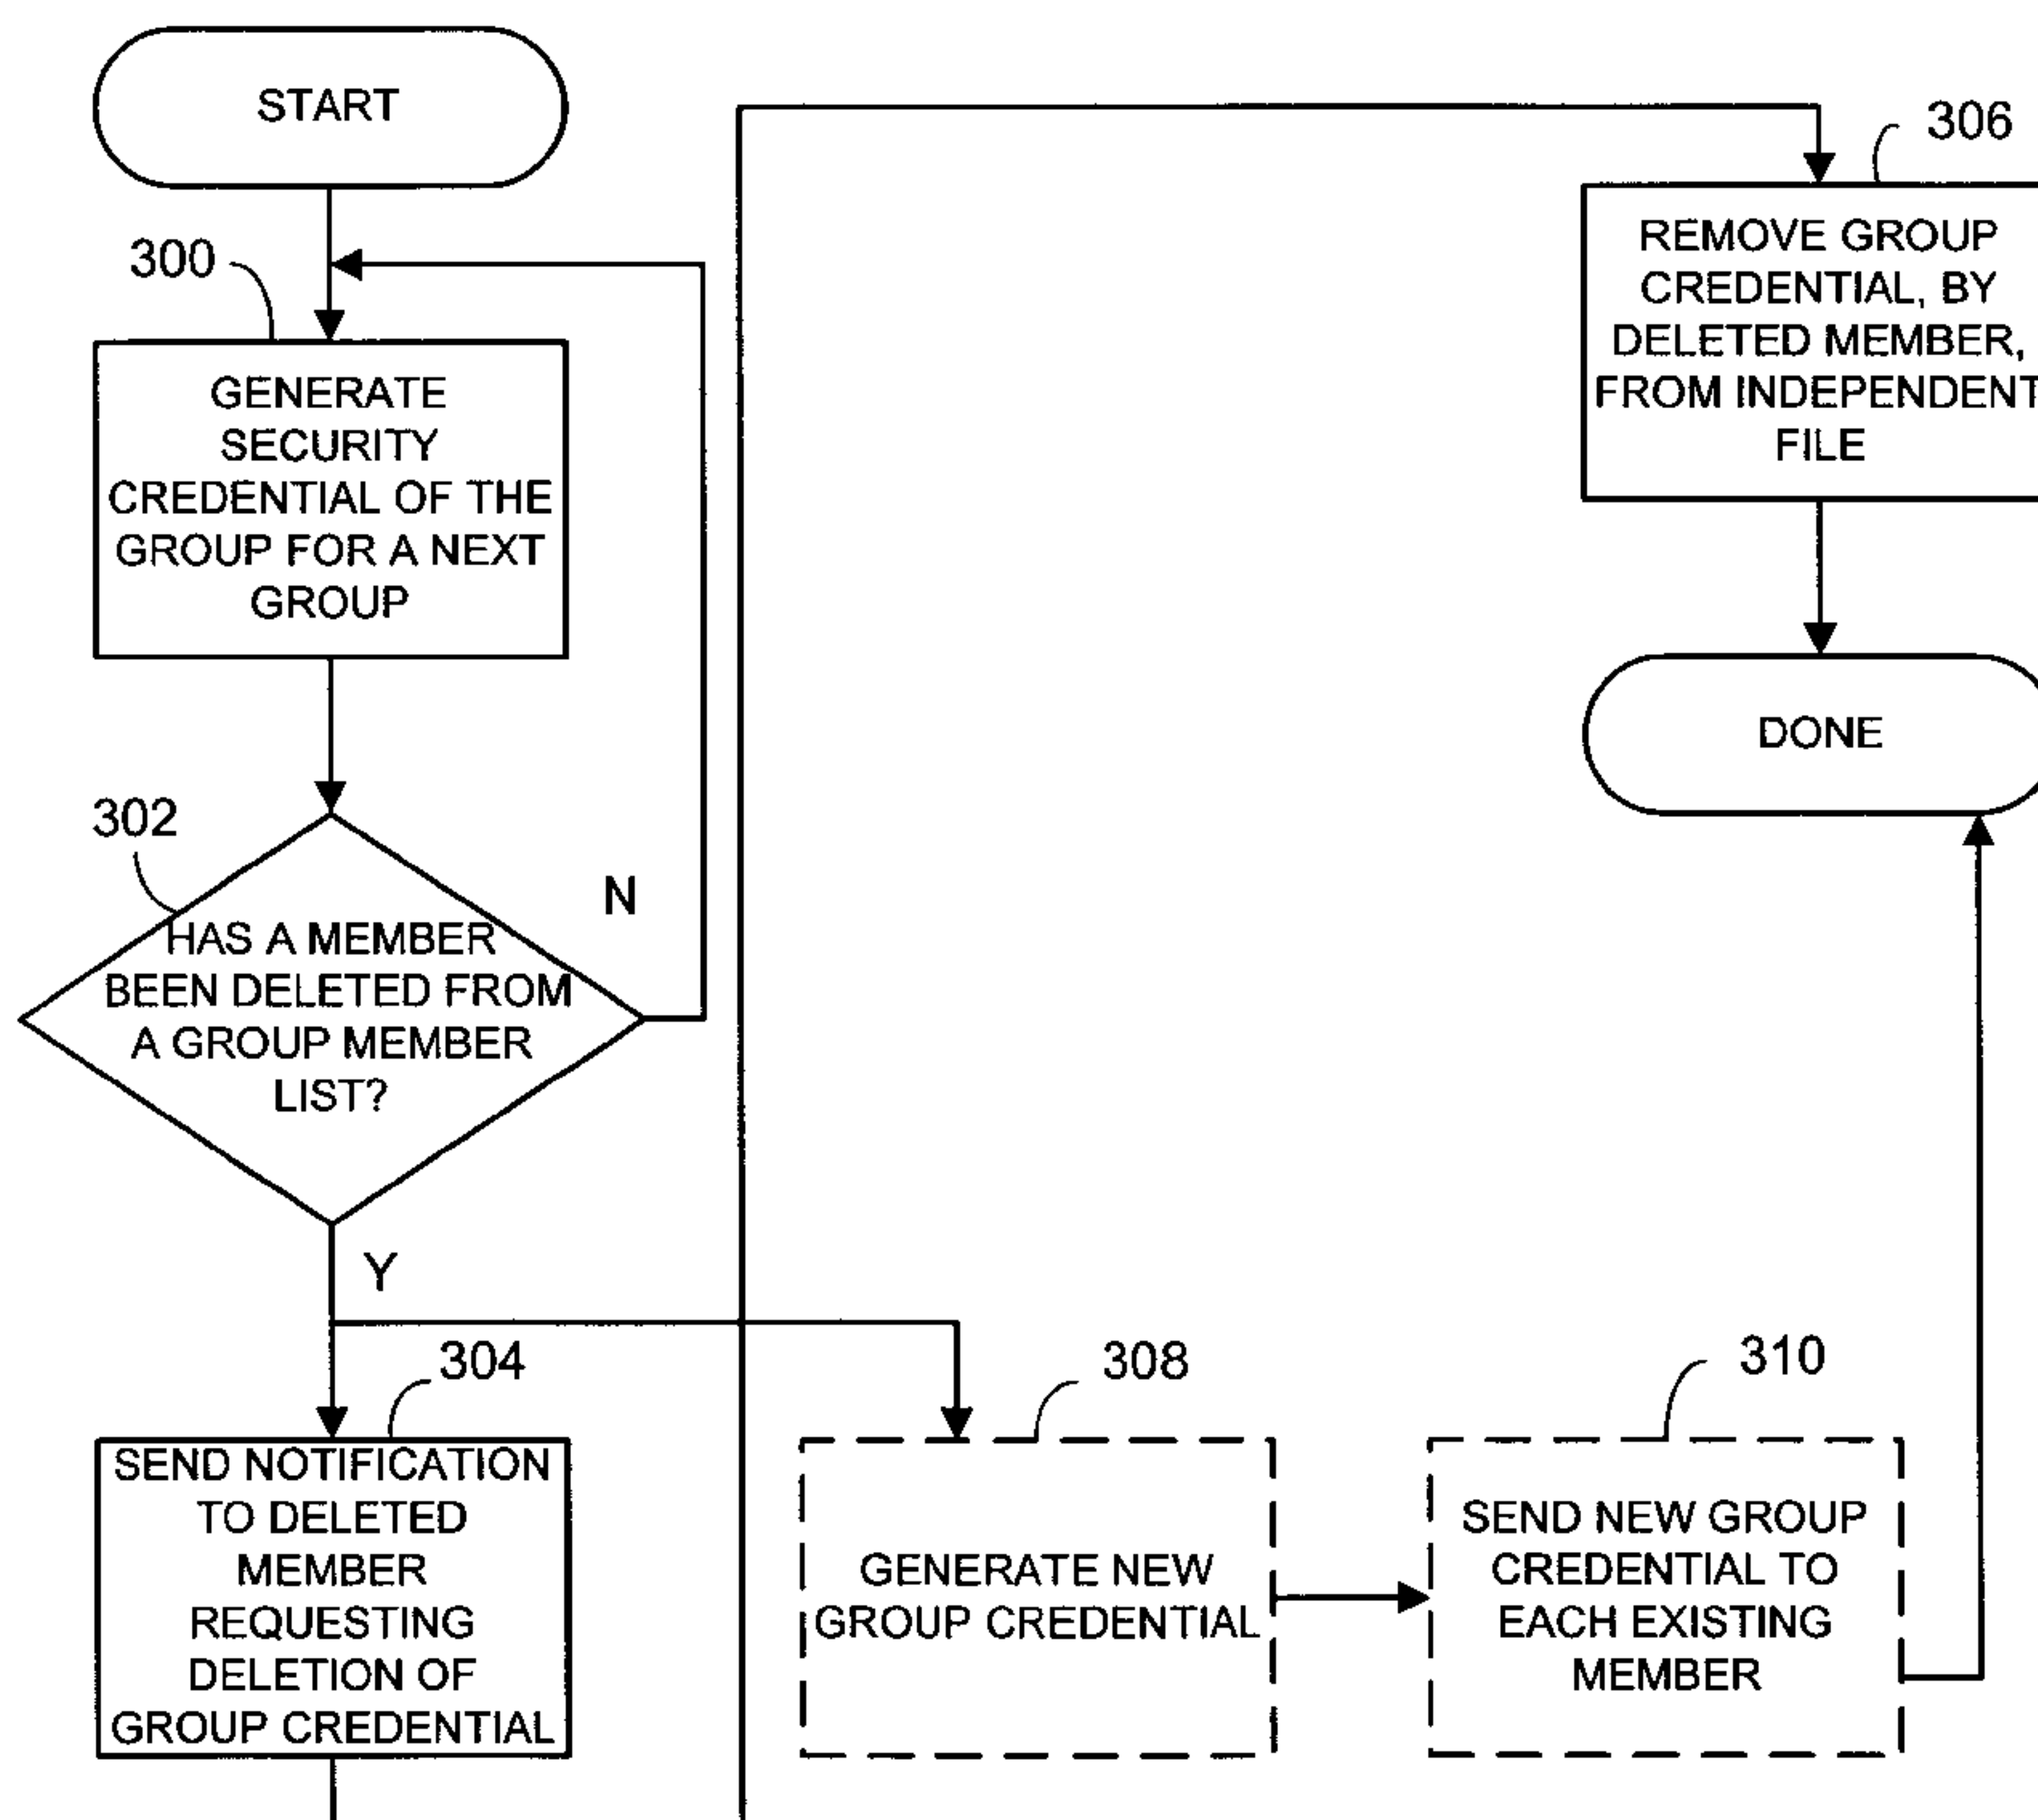 START
300
GENERATE
SECURITY
CREDENTIAL OF THE
GROUP FOR A NEXT
GROUP
302
HAS A MEMBER
BEEN DELETED FROM
A GROUP MEMBER
LIST?
N
Y
304
SEND NOTIFICATION
TO DELETED
MEMBER
REQUESTING
DELETION OF
GROUP CREDENTIAL
306
REMOVE GROUP
CREDENTIAL, BY
DELETED MEMBER,
FROM INDEPENDENT
FILE
DONE
308
GENERATE NEW
GROUP CREDENTIAL
310
SEND NEW GROUP
CREDENTIAL TO
EACH EXISTING
MEMBER